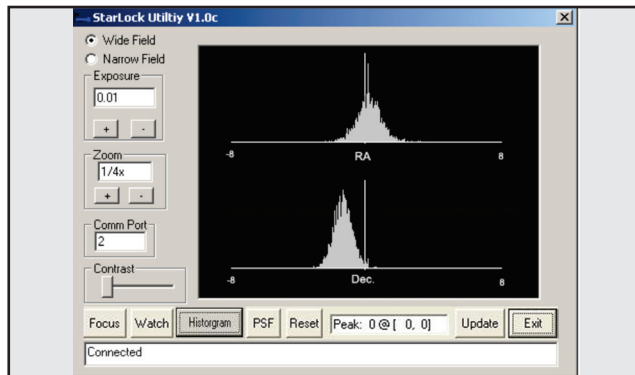 StarLock Utiltiy V1.0c
Wide Field
Narrow Field
Exposure
0.01
+ -
Zoom
1/4x
+ -
Comm Port
2
Contrast
-8 RA 8
-8 Dec. 8
Focus Watch Historgram PSF Reset Peak: 0 @ [ 0, 0] Update Exit
Connected